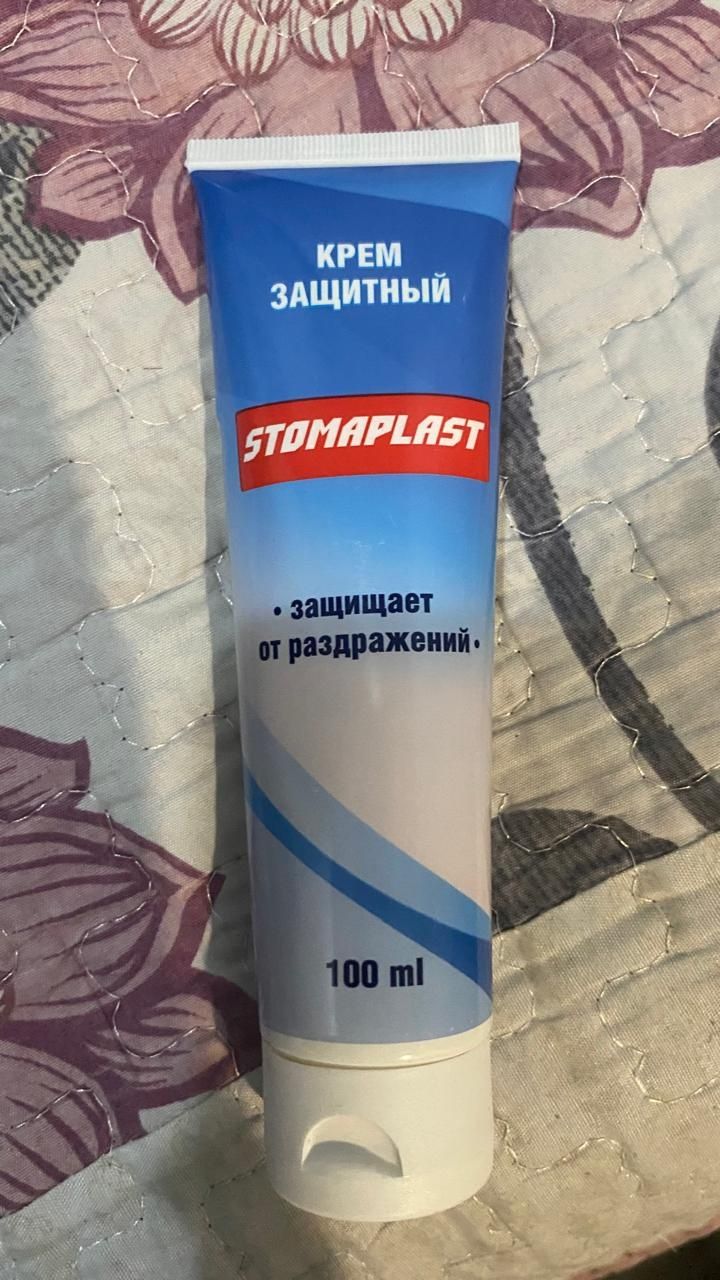 КРЕМ
ЗАЩИТНЫЙ
STOMAPLAST
• защищает
от раздражений •
100 ml